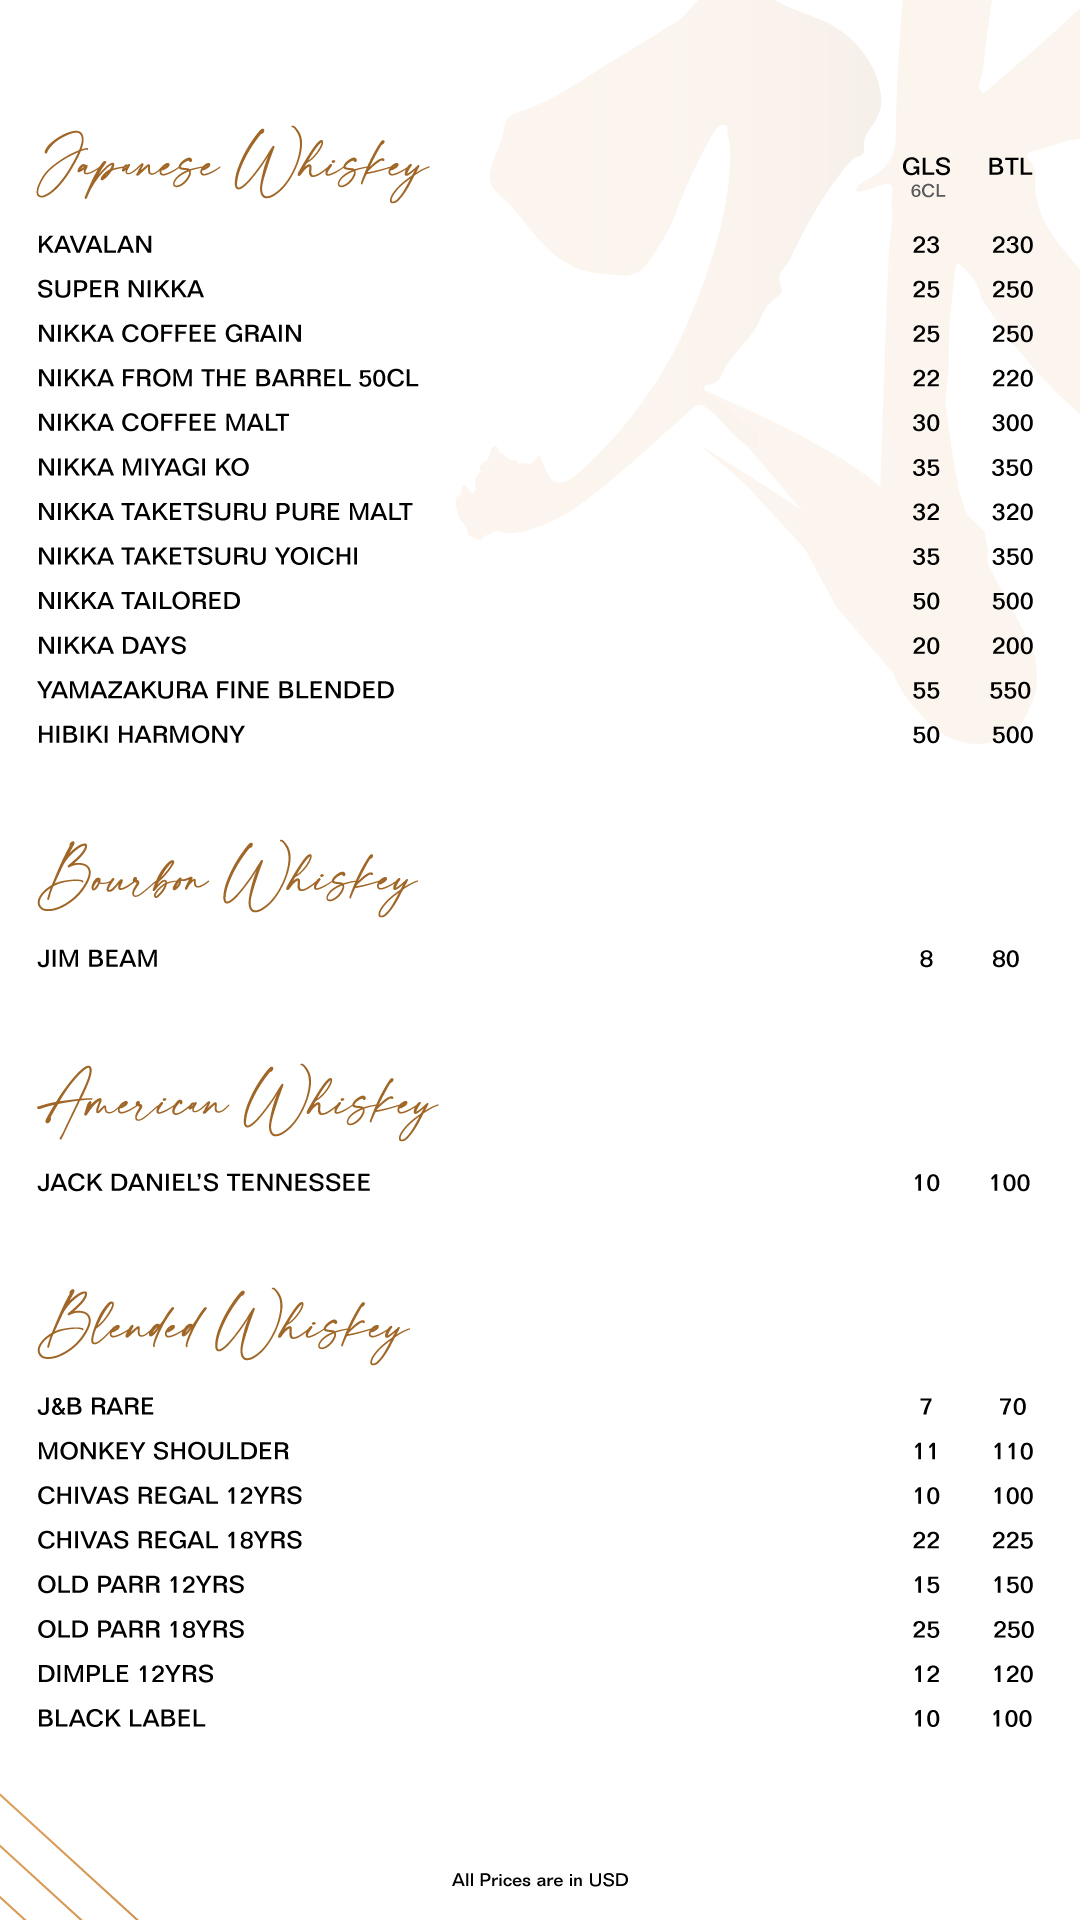 Japanese Whiskey GLS BTL
6CL
KAVALAN 23 230
SUPER NIKKA 25 250
NIKKA COFFEE GRAIN 25 250
NIKKA FROM THE BARREL 50CL 22 220
NIKKA COFFEE MALT 30 300
NIKKA MIYAGI KO 35 350
NIKKA TAKETSURU PURE MALT 32 320
NIKKA TAKETSURU YOICHI 35 350
NIKKA TAILORED 50 500
NIKKA DAYS 20 200
YAMAZAKURA FINE BLENDED 55 550
HIBIKI HARMONY 50 500
Bourbon Whiskey
JIM BEAM 8 80
American Whiskey
JACK DANIEL’S TENNESSEE 10 100
Blended Whiskey
J&B RARE 7 70
MONKEY SHOULDER 11 110
CHIVAS REGAL 12YRS 10 100
CHIVAS REGAL 18YRS 22 225
OLD PARR 12YRS 15 150
OLD PARR 18YRS 25 250
DIMPLE 12YRS 12 120
BLACK LABEL 10 100
All Prices are in USD